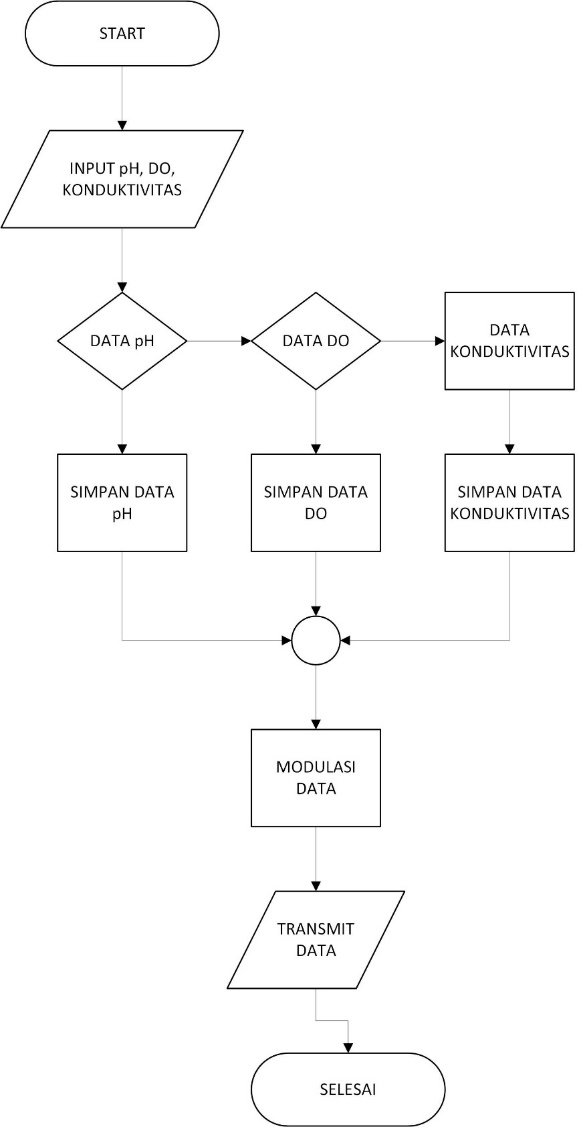 START
INPUT pH, DO,
KONDUKTIVITAS
DATA pH
DATA DO
DATA
KONDUKTIVITAS
SIMPAN DATA
pH
SIMPAN DATA
DO
SIMPAN DATA
KONDUKTIVITAS
MODULASI
DATA
TRANSMIT
DATA
SELESAI